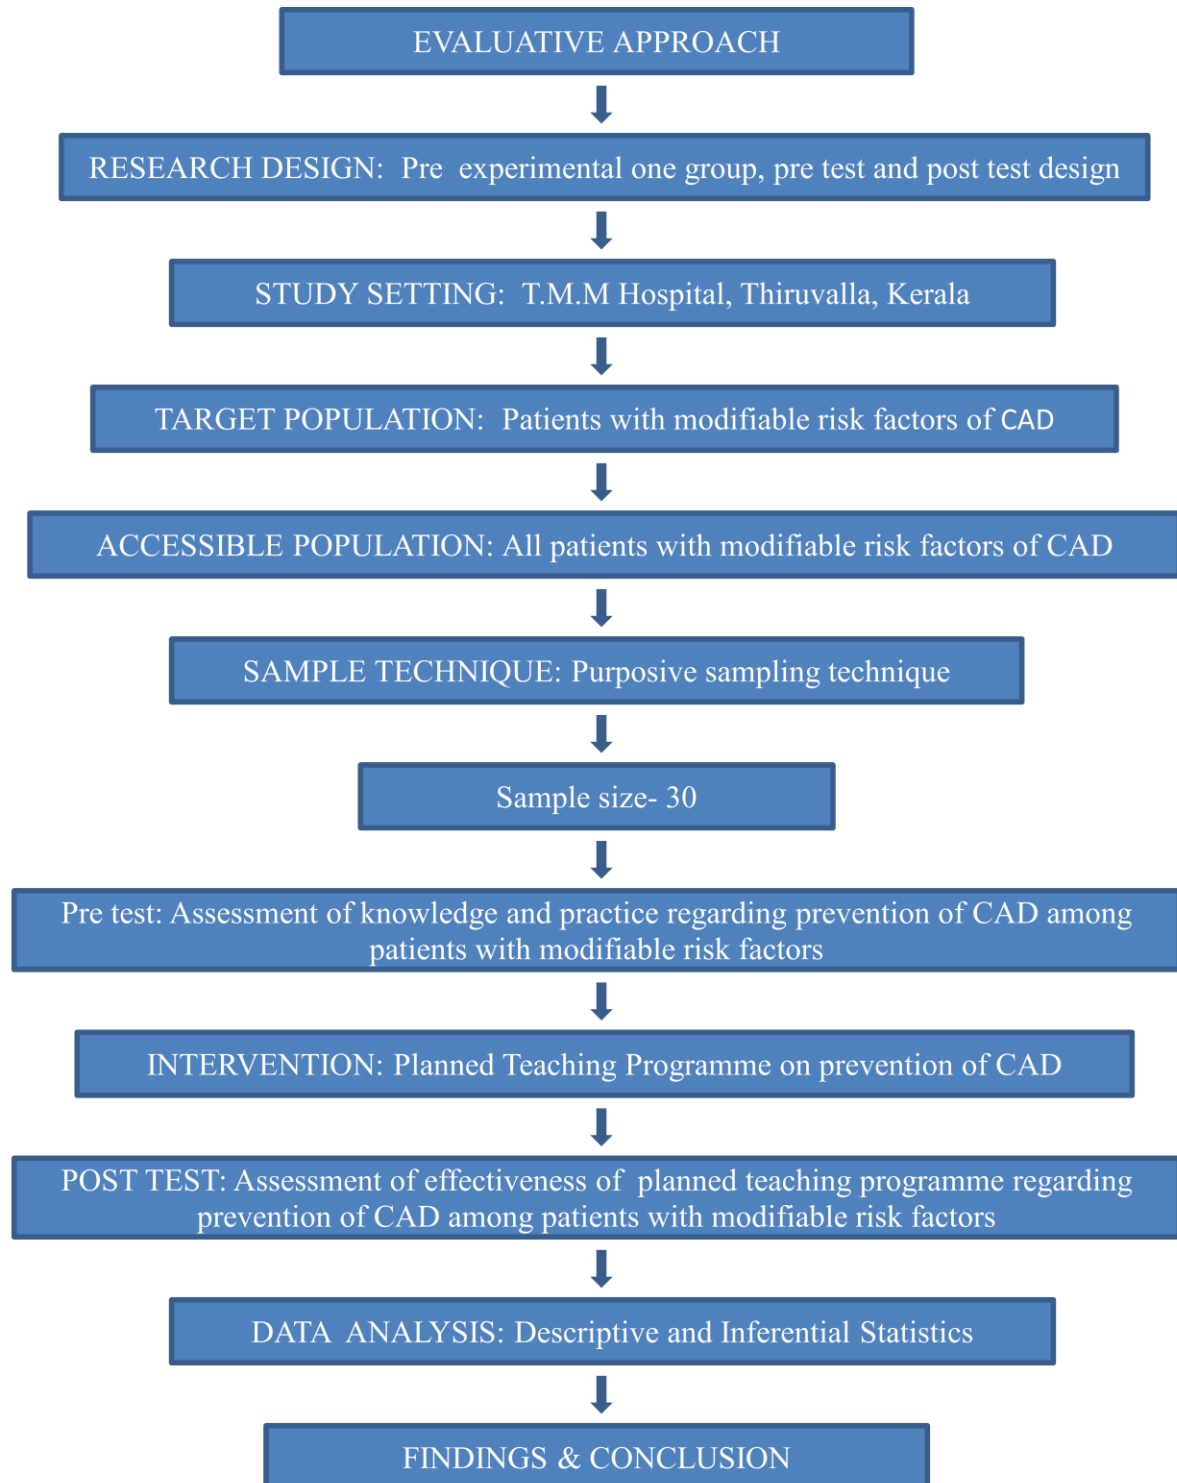 EVALUATIVE APPROACH
RESEARCH DESIGN: Pre experimental one group, pre test and post test design
STUDY SETTING: T.M.M Hospital, Thiruvalla, Kerala
TARGET POPULATION: Patients with modifiable risk factors of CAD
ACCESSIBLE POPULATION: All patients with modifiable risk factors of CAD
SAMPLE TECHNIQUE: Purposive sampling technique
Sample size- 30
Pre test: Assessment of knowledge and practice regarding prevention of CAD among
patients with modifiable risk factors
INTERVENTION: Planned Teaching Programme on prevention of CAD
POST TEST: Assessment of effectiveness of planned teaching programme regarding
prevention of CAD among patients with modifiable risk factors
DATA ANALYSIS: Descriptive and Inferential Statistics
FINDINGS & CONCLUSION